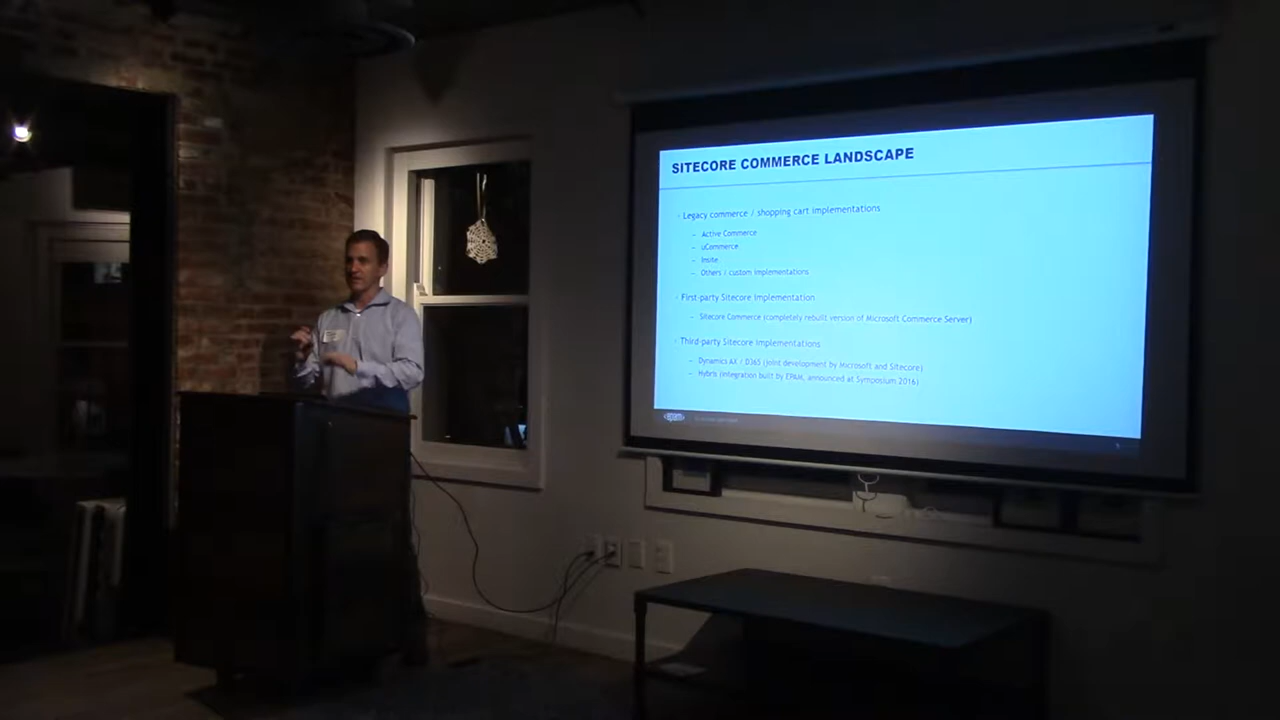 SITECORE COMMERCE LANDSCAPE
Legacy commerce / shopping cart implementations
– Active Commerce
– uCommerce
– Insite
– Others / custom implementations
First-party Sitecore implementation
– Sitecore Commerce (completely rebuilt version of Microsoft Commerce Server)
Third-party Sitecore implementations
– Dynamics AX / D365 (joint development by Microsoft and Sitecore)
– Hybris (integration built by EPAM, announced at Symposium 2016)
<epam>